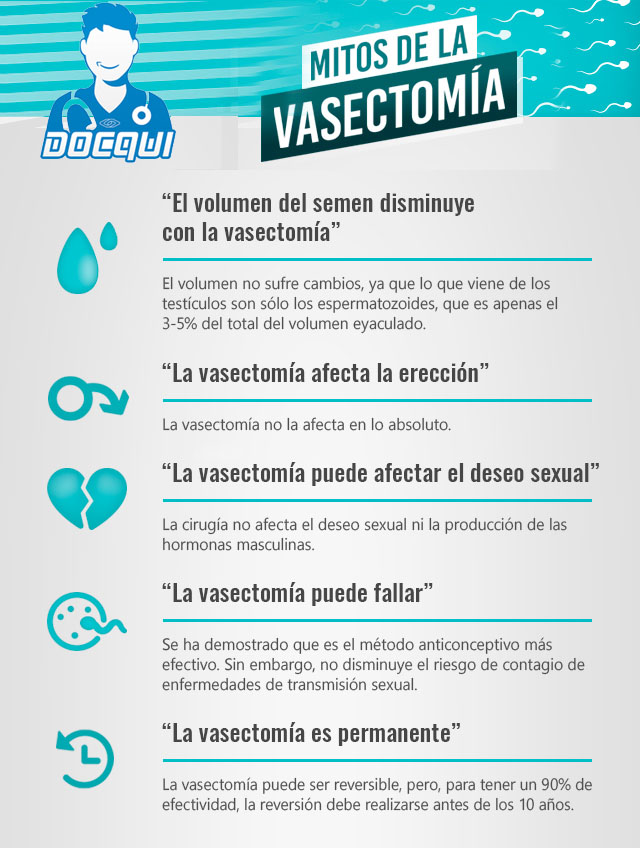 DOCQUI
MITOS DE LA
VASECTOMÍA
“El volumen del semen disminuye
con la vasectomía”
El volumen no sufre cambios, ya que lo que viene de los
testículos son sólo los espermatozoides, que es apenas el
3-5% del total del volumen eyaculado.
“La vasectomía afecta la erección”
La vasectomía no la afecta en lo absoluto.
“La vasectomía puede afectar el deseo sexual”
La cirugía no afecta el deseo sexual ni la producción de las
hormonas masculinas.
“La vasectomía puede fallar”
Se ha demostrado que es el método anticonceptivo más
efectivo. Sin embargo, no disminuye el riesgo de contagio de
enfermedades de transmisión sexual.
“La vasectomía es permanente”
La vasectomía puede ser reversible, pero, para tener un 90% de
efectividad, la reversión debe realizarse antes de los 10 años.